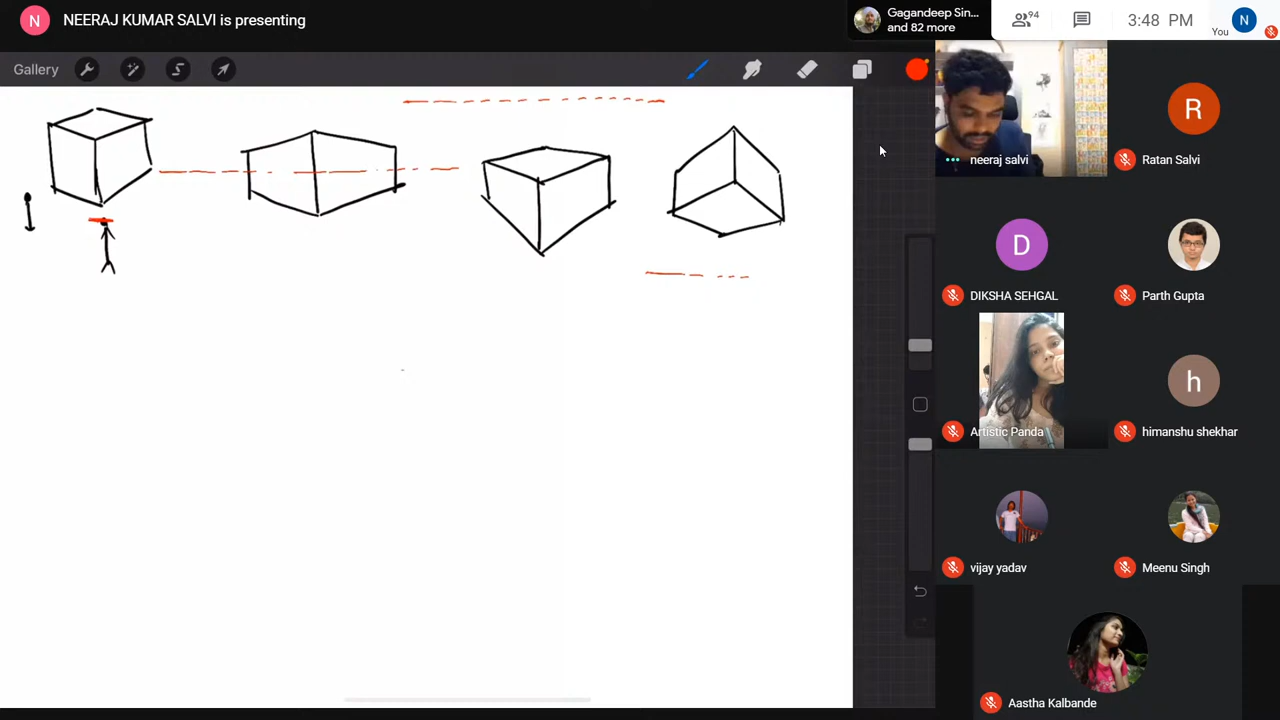 N NEERAJ KUMAR SALVI is presenting
Gagandeep Sin...
and 82 more
94
3:48 PM
You
N
Gallery
neeraj salvi
R
Ratan Salvi
D
DIKSHA SEHGAL
Parth Gupta
Artistic Panda
h
himanshu shekhar
vijay yadav
Meenu Singh
Aastha Kalbande